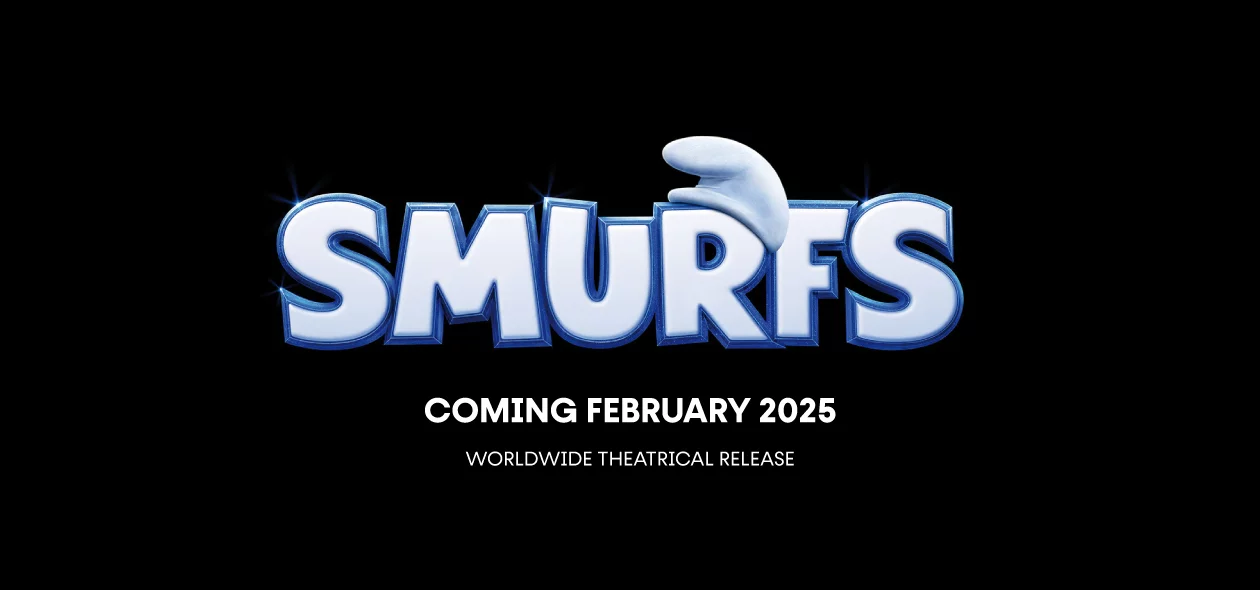 SMURFS
COMING FEBRUARY 2025
WORLDWIDE THEATRICAL RELEASE